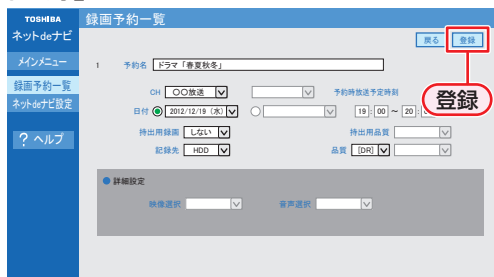 TOSHIBA
ネットdeナビ
メインメニュー
録画予約一覧
ネットdeナビ設定
? ヘルプ
録画予約一覧
戻る 登録
登録
1 予約名 ドラマ「春夏秋冬」
CH 〇〇放送 予約時放送予定時刻
日付 2012/12/19 (水) 19 : 00 ~ 20 :
持出用録画 しない 持出用品質
記録先 HDD 品質 [DR]
詳細設定
映像選択 音声選択